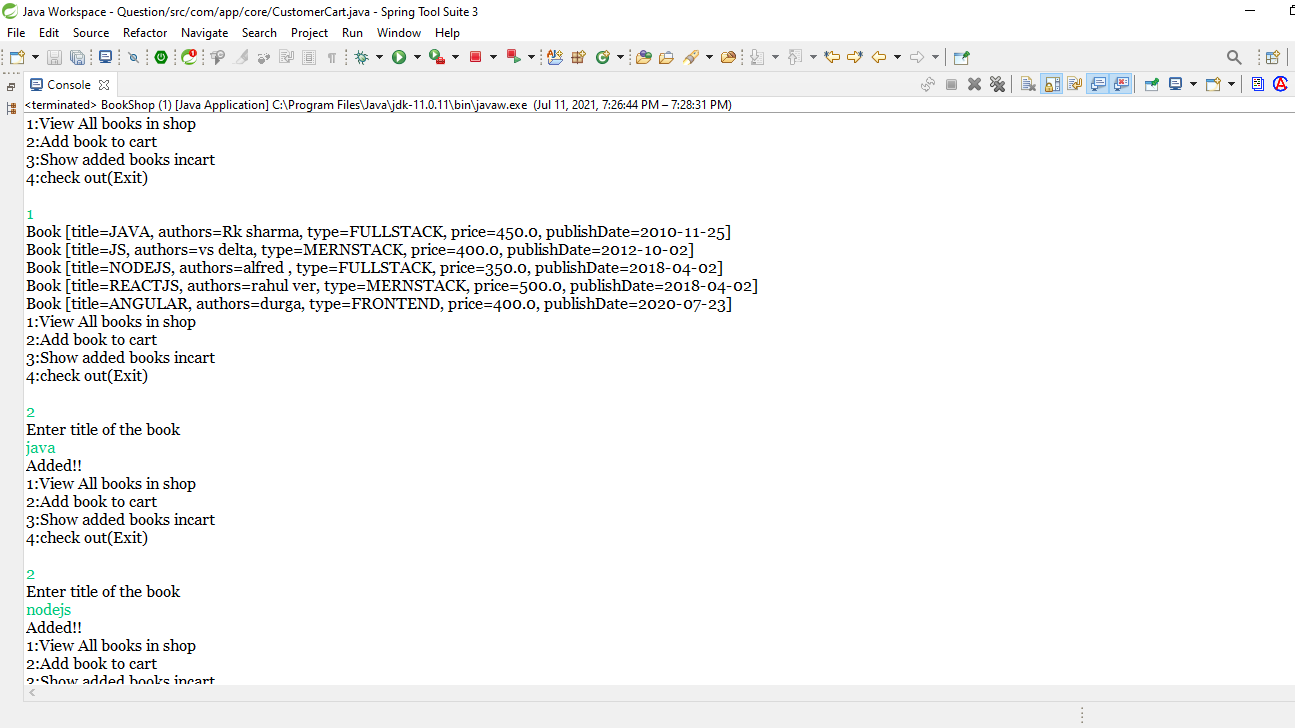 Java Workspace - Question/src/com/app/core/CustomerCart.java - Spring Tool Suite 3
File Edit Source Refactor Navigate Search Project Run Window Help
Console
<terminated> BookShop (1) [Java Application] C:\Program Files\Java\jdk-11.0.11\bin\javaw.exe (Jul 11, 2021, 7:26:44 PM – 7:28:31 PM)
1:View All books in shop
2:Add book to cart
3:Show added books incart
4:check out(Exit)
1
Book [title=JAVA, authors=Rk sharma, type=FULLSTACK, price=450.0, publishDate=2010-11-25]
Book [title=JS, authors=vs delta, type=MERNSTACK, price=400.0, publishDate=2012-10-02]
Book [title=NODEJS, authors=alfred , type=FULLSTACK, price=350.0, publishDate=2018-04-02]
Book [title=REACTJS, authors=rahul ver, type=MERNSTACK, price=500.0, publishDate=2018-04-02]
Book [title=ANGULAR, authors=durga, type=FRONTEND, price=400.0, publishDate=2020-07-23]
1:View All books in shop
2:Add book to cart
3:Show added books incart
4:check out(Exit)
2
Enter title of the book
java
Added!!
1:View All books in shop
2:Add book to cart
3:Show added books incart
4:check out(Exit)
2
Enter title of the book
nodejs
Added!!
1:View All books in shop
2:Add book to cart
3:Show added books incart